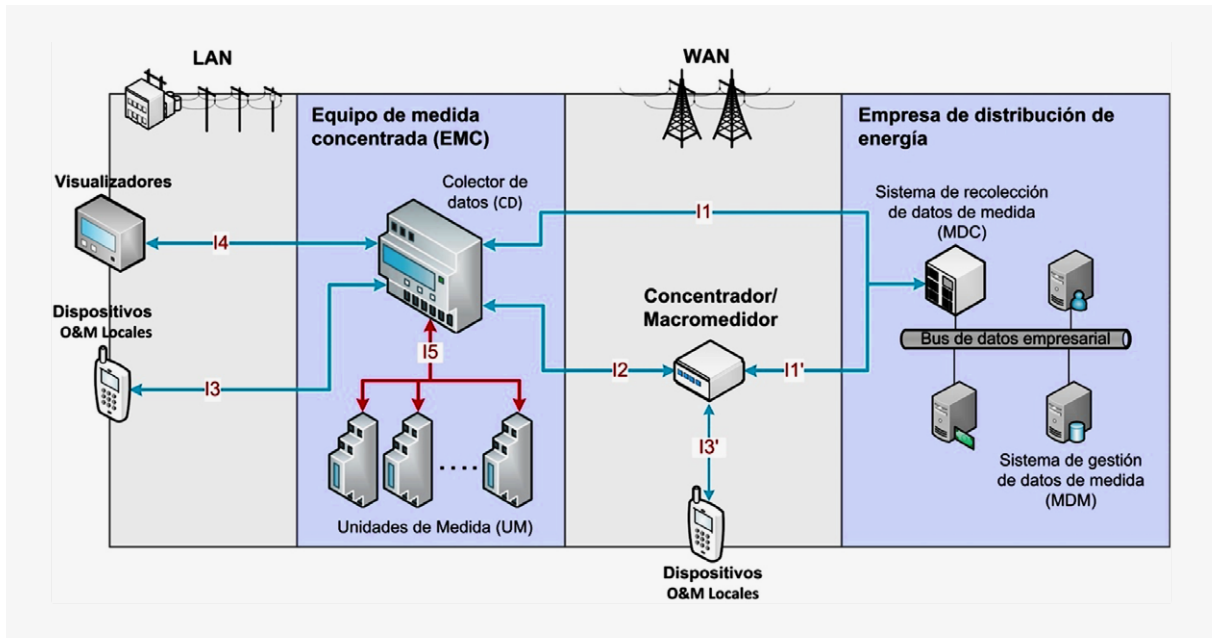 LAN
WAN
Equipo de medida
concentrada (EMC)
Empresa de distribución de
energía
Visualizadores
Colector de
datos (CD)
Sistema de recolección
de datos de medida
(MDC)
I1
I4
Dispositivos
O&M Locales
Concentrador/
Macromedidor
Bus de datos empresarial
I5
I2
I1'
I3
I3'
Sistema de gestión
de datos de medida
(MDM)
Unidades de Medida (UM)
Dispositivos
O&M Locales